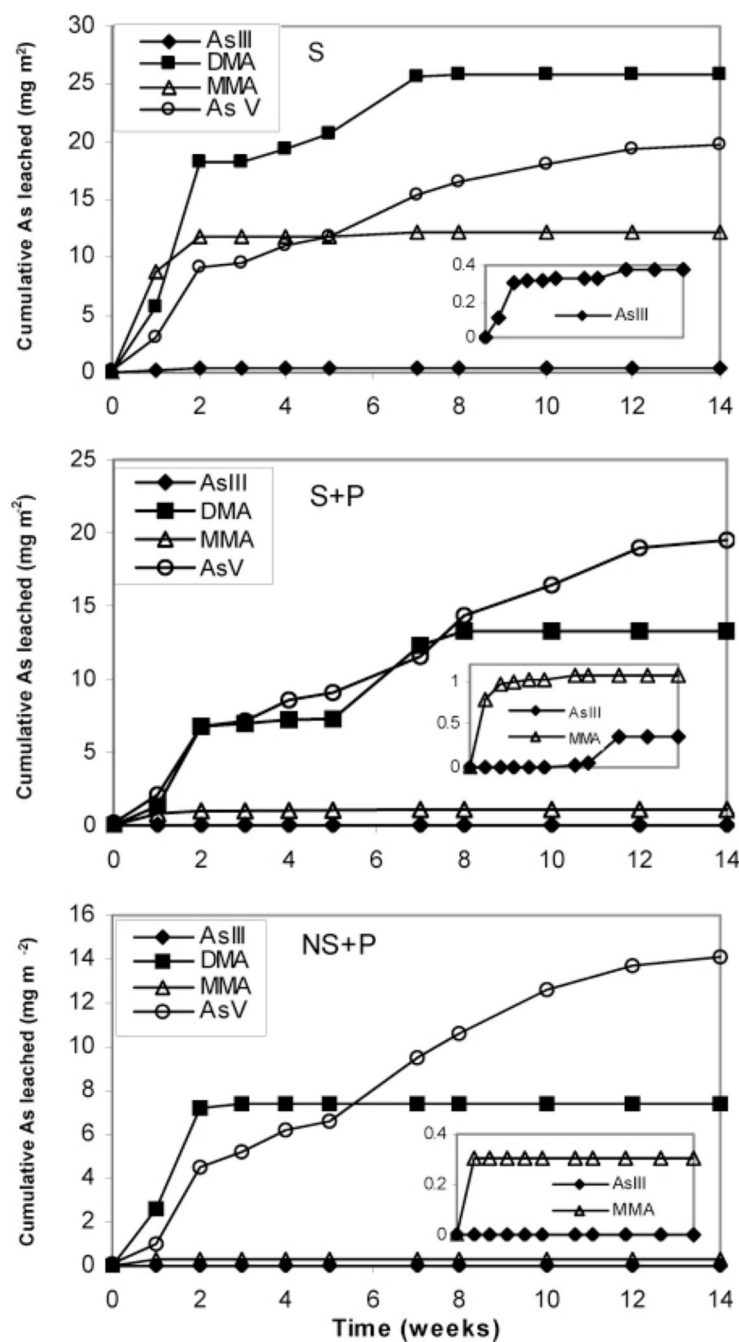 Cumulative As leached (mg m²)
30
25
20
15
10
5
0
AsIII
DMA
MMA
As V
S
0.4
0.2
0
AsIII
0 2 4 6 8 10 12 14
Cumulative As leached (mg m⁻²)
25
20
15
10
5
0
AsIII
DMA
MMA
AsV
S+P
1
0.5
0
AsIII
MMA
0 2 4 6 8 10 12 14
Cumulative As leached (mg m ⁻²)
16
14
12
10
8
6
4
2
0
AsIII
DMA
MMA
AsV
NS+P
0.4
0.2
0
AsIII
MMA
0 2 4 6 8 10 12 14
Time (weeks)